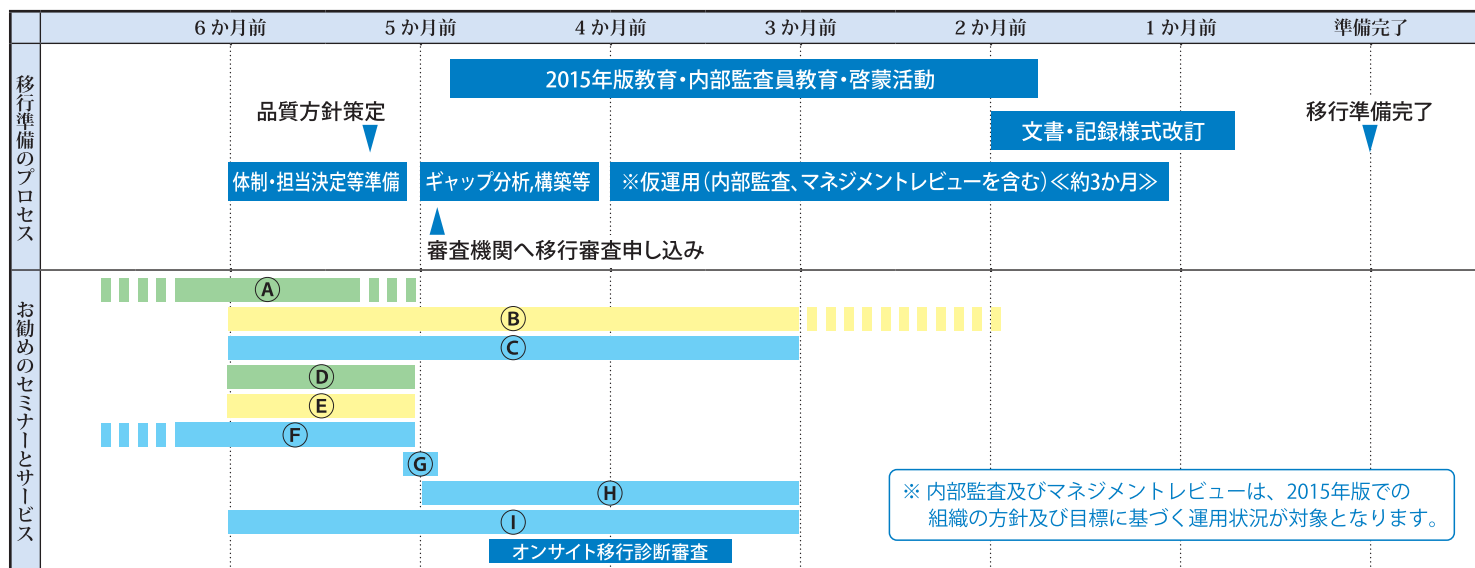 6か月前
5か月前
4か月前
3か月前
2か月前
1か月前
準備完了
移行準備のプロセス
2015年版教育・内部監査員教育・啓蒙活動
品質方針策定
文書・記録様式改訂
移行準備完了
体制・担当決定等準備
ギャップ分析,構築等
※仮運用(内部監査、マネジメントレビューを含む)≪約3か月≫
審査機関へ移行審査申し込み
お勧めのセミナーとサービス
Ⓐ
Ⓑ
Ⓒ
Ⓓ
Ⓔ
Ⓕ
Ⓖ
Ⓗ
Ⓘ
オンサイト移行診断審査
※ 内部監査及びマネジメントレビューは、2015年版での
組織の方針及び目標に基づく運用状況が対象となります。